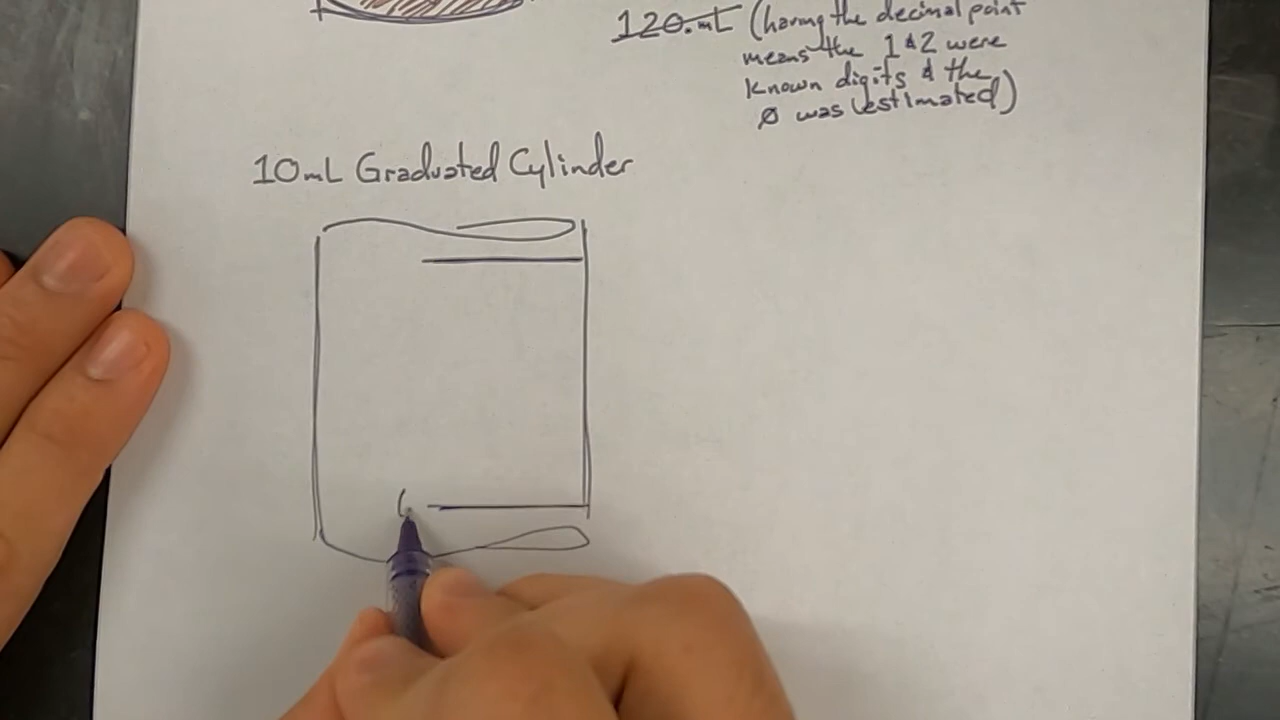 120.mL (having the decimal point
means the 1 & 2 were
known digits & the
0 was estimated)
10mL Graduated Cylinder